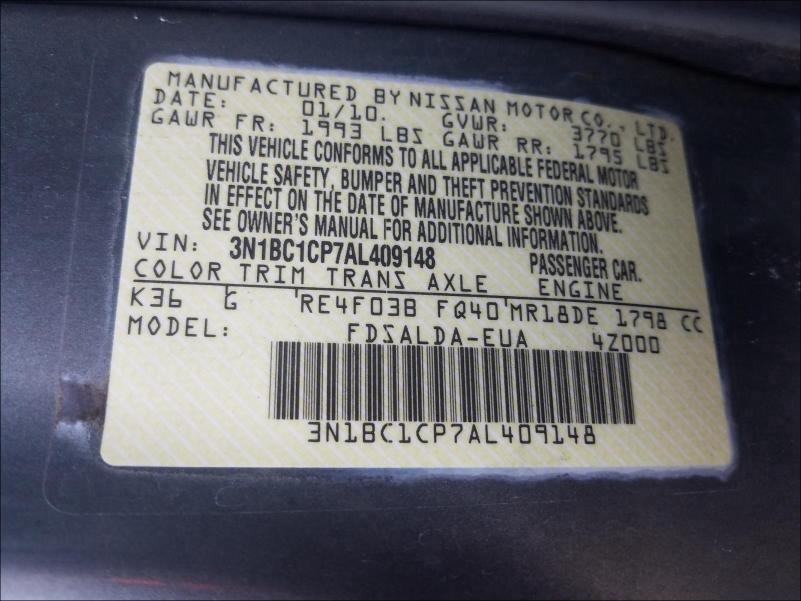 MANUFACTURED BY NISSAN MOTOR CO., LTD.
DATE: 01/10. GVWR: 3770 LBS
GAWR FR: 1993 LBS GAWR RR: 1795 LBS
THIS VEHICLE CONFORMS TO ALL APPLICABLE FEDERAL MOTOR
VEHICLE SAFETY, BUMPER AND THEFT PREVENTION STANDARDS
IN EFFECT ON THE DATE OF MANUFACTURE SHOWN ABOVE.
SEE OWNER'S MANUAL FOR ADDITIONAL INFORMATION.
VIN: 3N1BC1CP7AL409148 PASSENGER CAR.
COLOR TRIM TRANS AXLE ENGINE
K36 G RE4F03B FQ40 MR18DE 1798 CC
MODEL: FDSALDA-EUA 4Z000
3N1BC1CP7AL409148